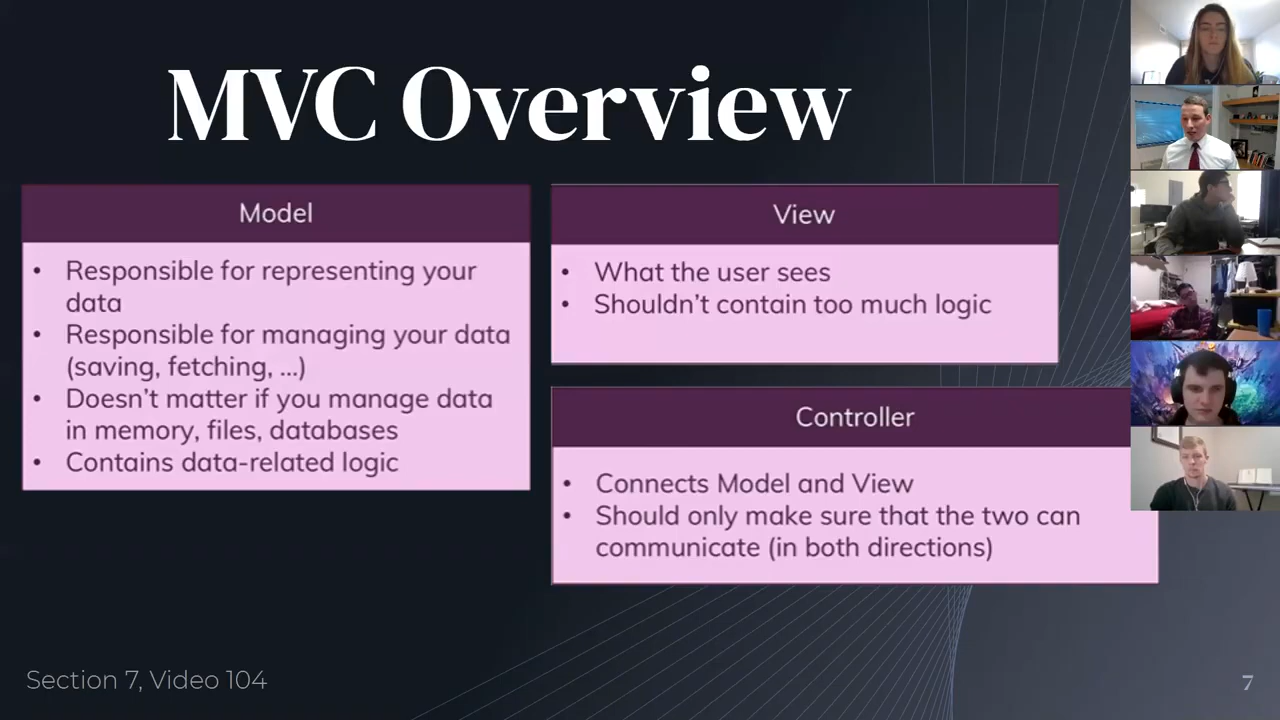 MVC Overview
Model
• Responsible for representing your
data
• Responsible for managing your data
(saving, fetching, ...)
• Doesn't matter if you manage data
in memory, files, databases
• Contains data-related logic
View
• What the user sees
• Shouldn't contain too much logic
Controller
• Connects Model and View
• Should only make sure that the two can
communicate (in both directions)
Section 7, Video 104
7